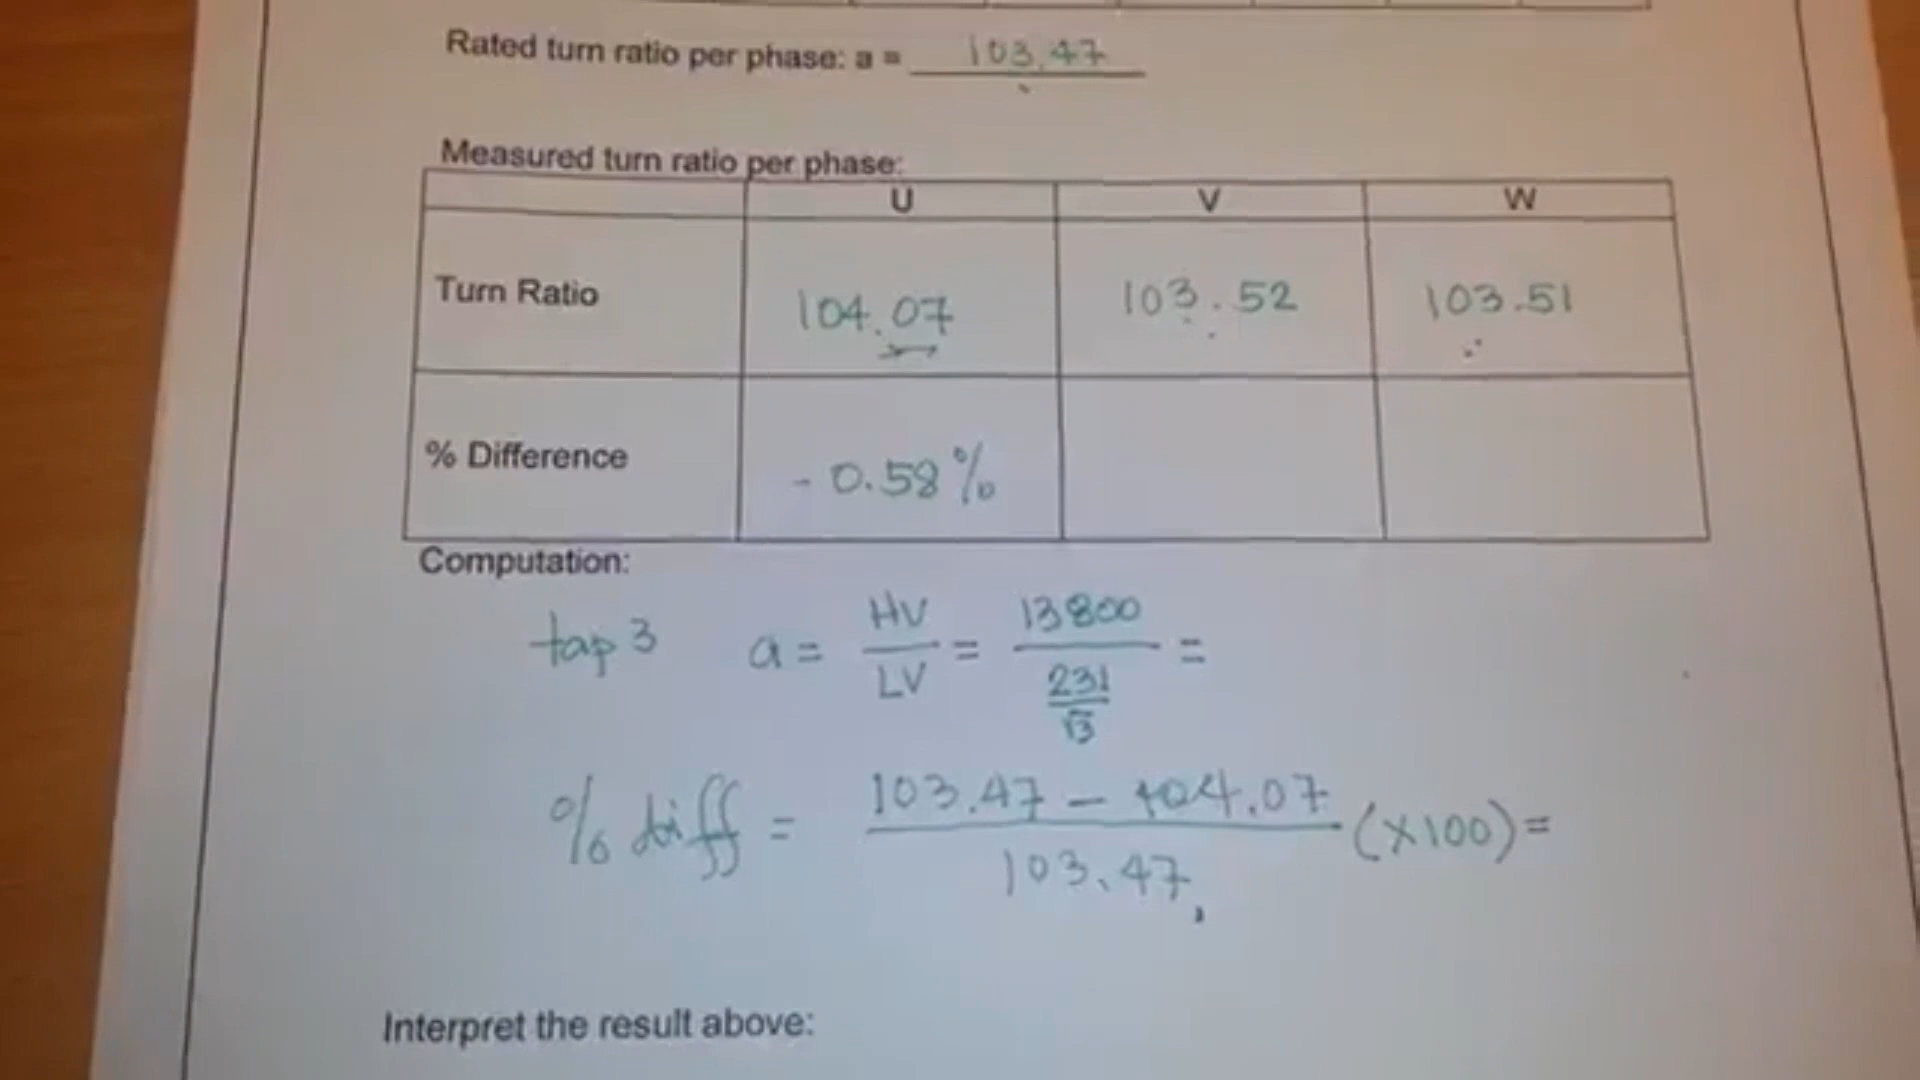 Rated turn ratio per phase: a = 103.47
Measured turn ratio per phase:
U V W
Turn Ratio 104.07 103.52 103.51
% Difference - 0.58 %
Computation:
tap 3 a = HV/LV = 13800/(231/√3) =
% diff = (103.47 - 104.07)/103.47 (x100) =
Interpret the result above: